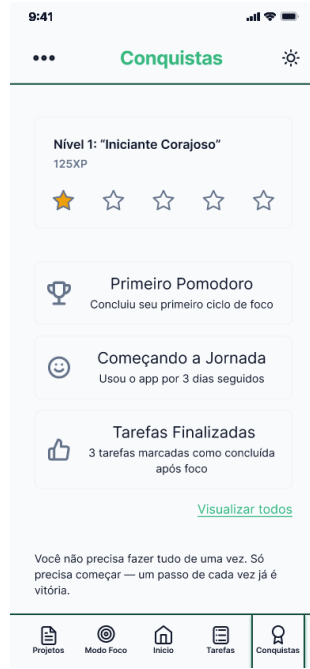 9:41
Conquistas
Nível 1: “Iniciante Corajoso”
125XP
Primeiro Pomodoro
Concluiu seu primeiro ciclo de foco
Começando a Jornada
Usou o app por 3 dias seguidos
Tarefas Finalizadas
3 tarefas marcadas como concluída
após foco
Visualizar todos
Você não precisa fazer tudo de uma vez. Só
precisa começar — um passo de cada vez já é
vitória.
Projetos Modo Foco Inicio Tarefas Conquistas